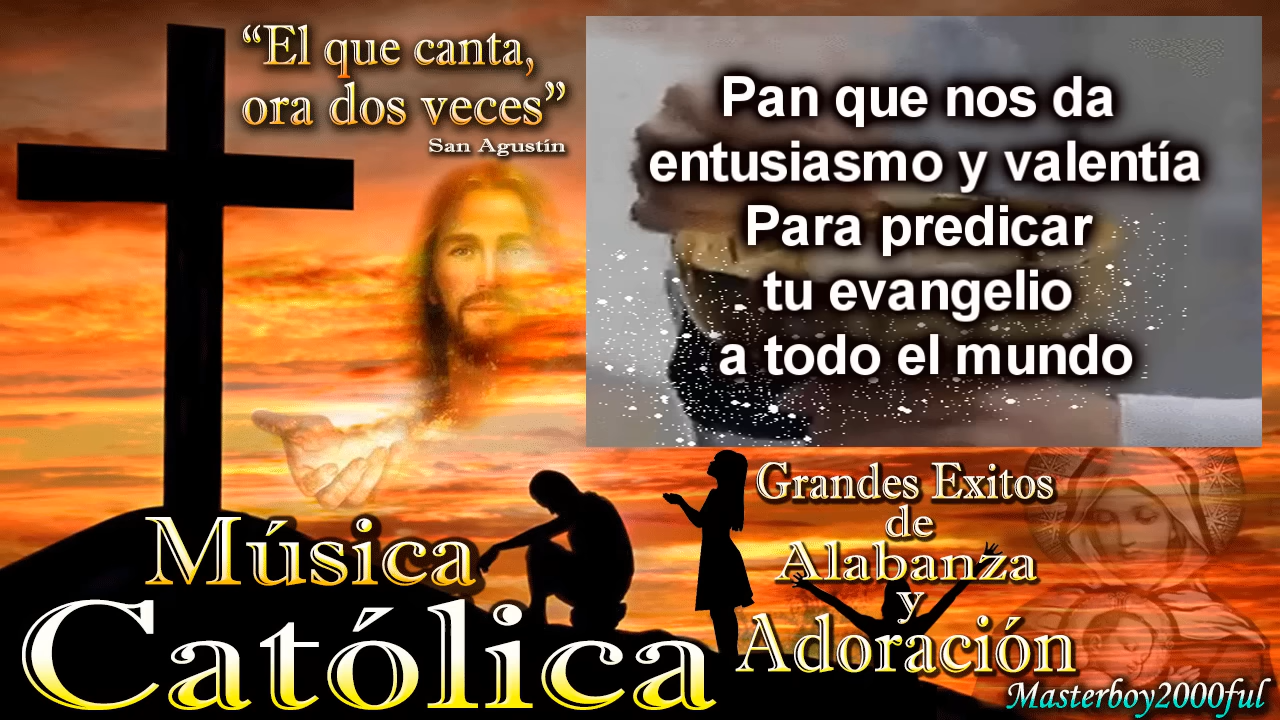 “El que canta,
ora dos veces”
San Agustín
Pan que nos da
entusiasmo y valentía
Para predicar
tu evangelio
a todo el mundo
Música
Católica
Grandes Exitos
de
Alabanza
y
Adoración
Masterboy2000ful